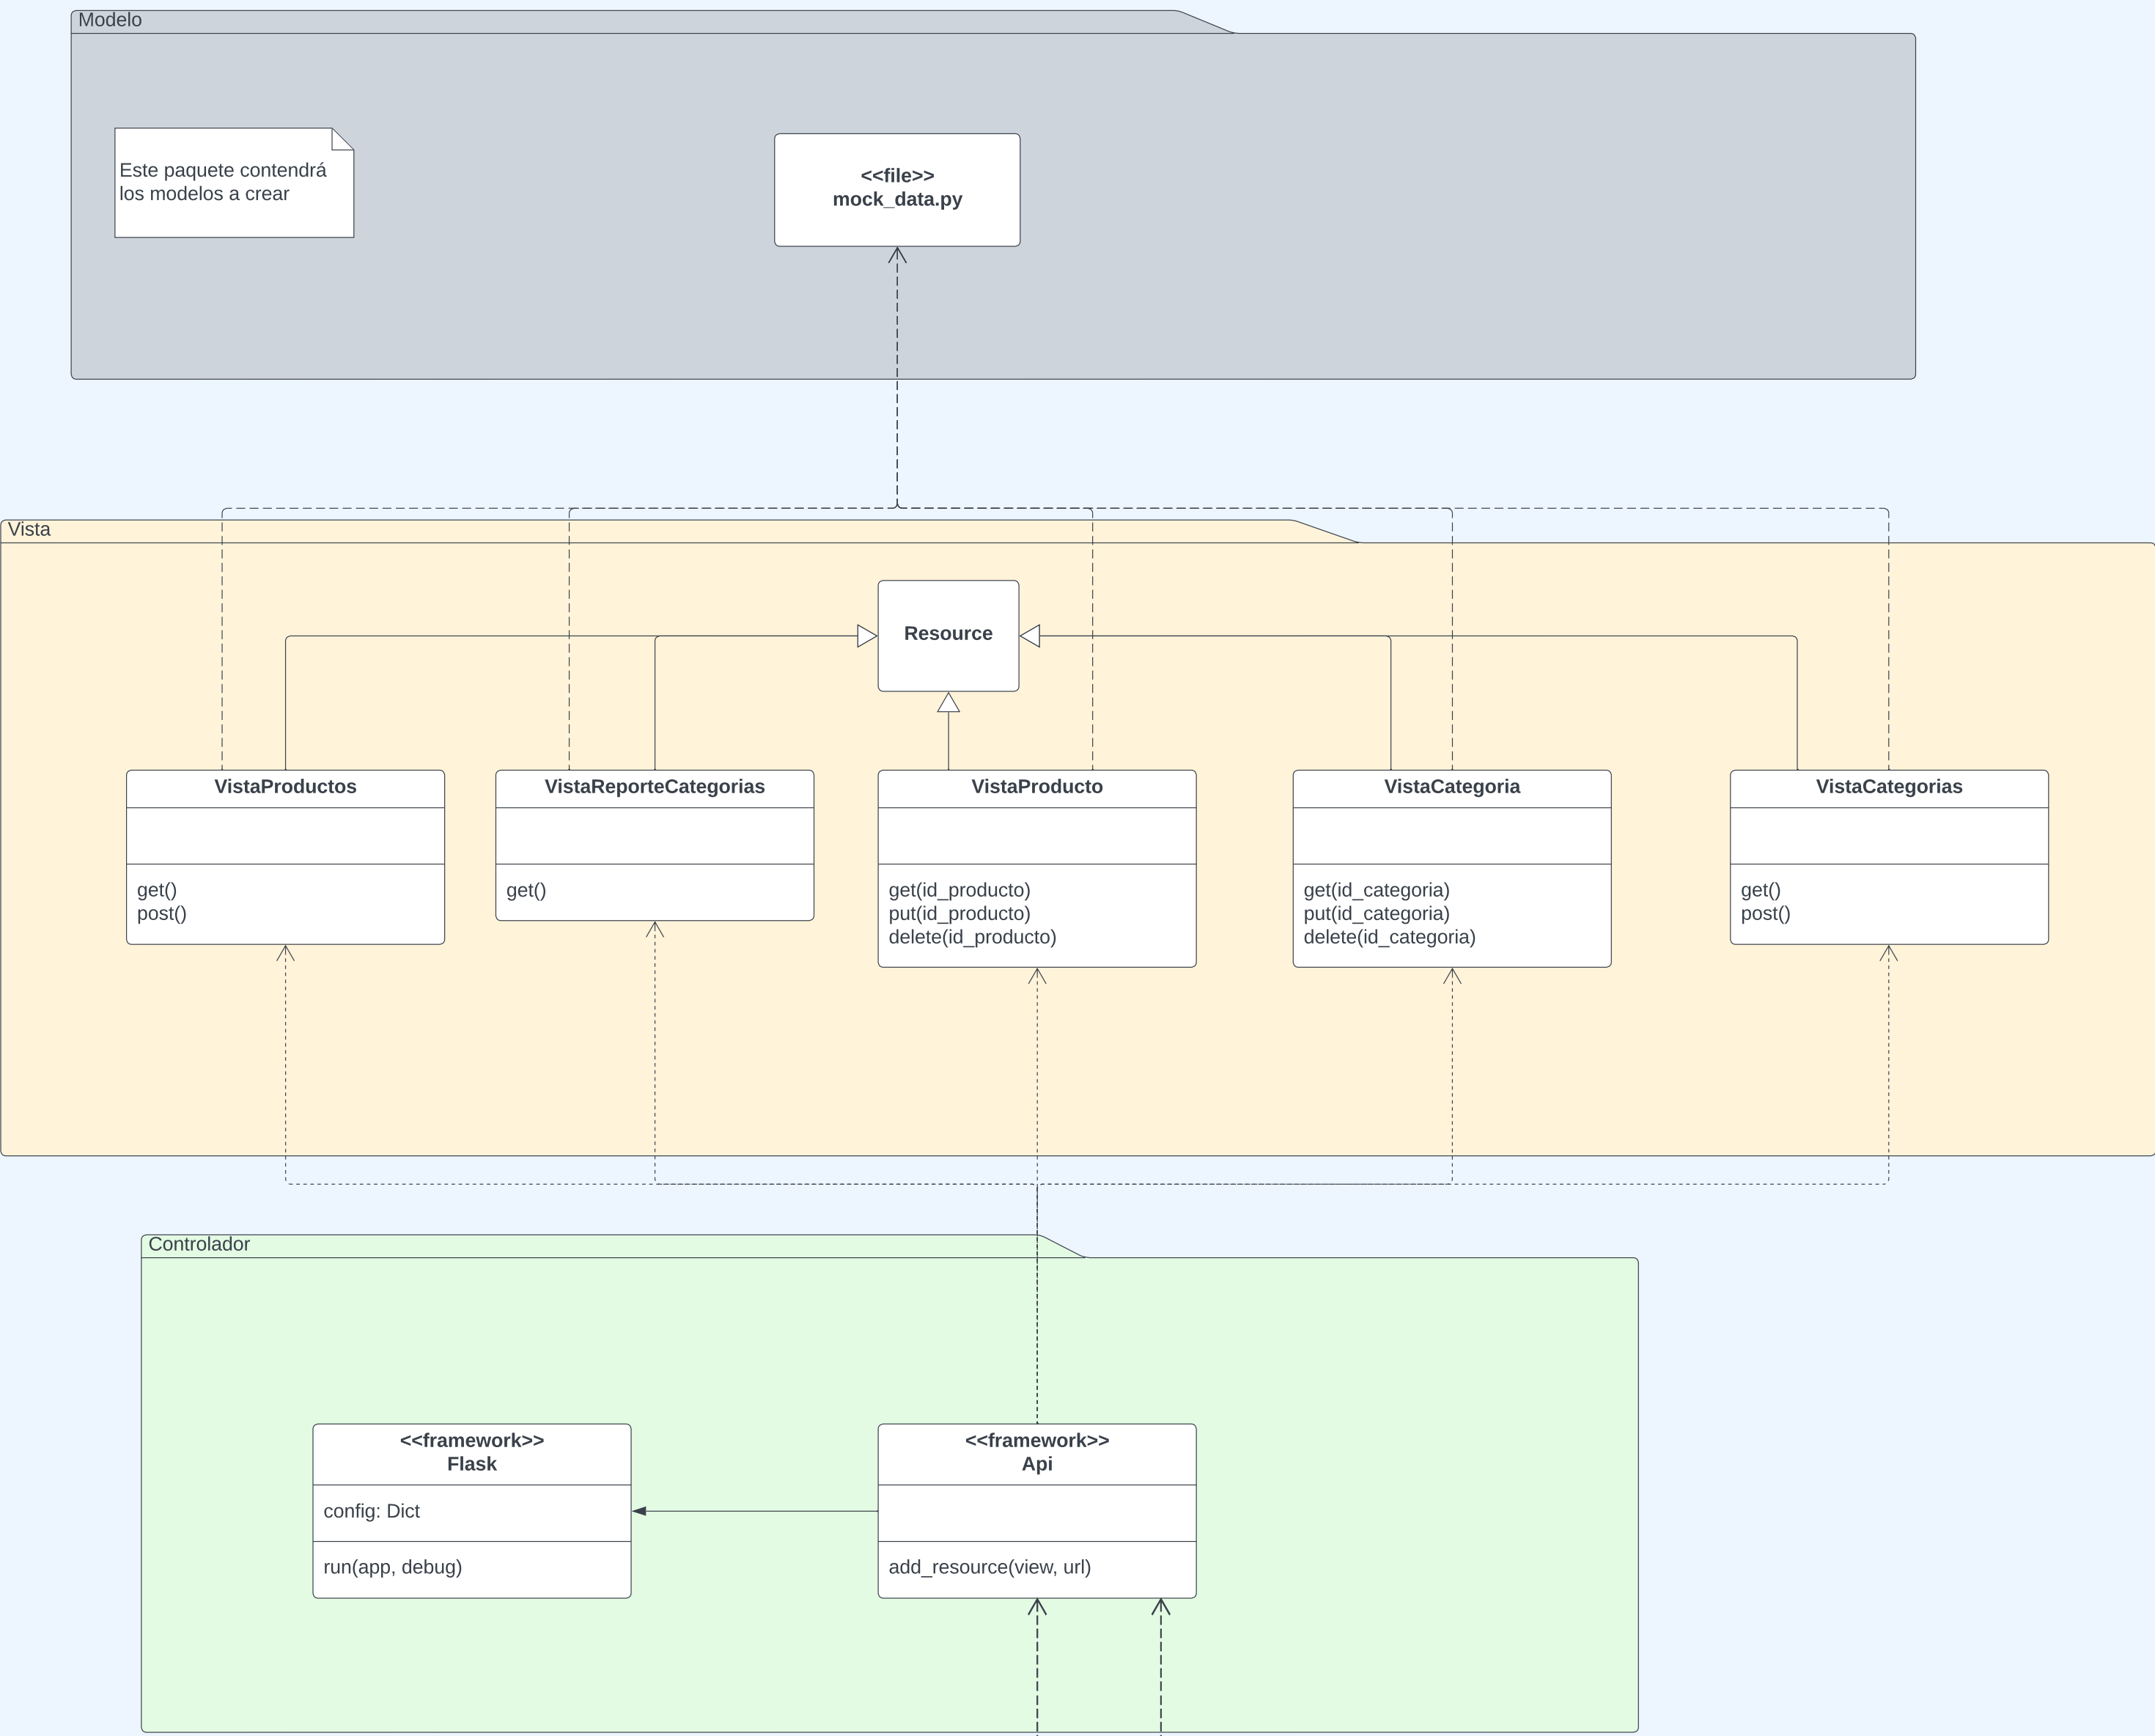 Modelo
Este paquete contendrá
los modelos a crear
<<file>>
mock_data.py
Vista
Resource
VistaProductos
get()
post()
VistaReporteCategorias
get()
VistaProducto
get(id_producto)
put(id_producto)
delete(id_producto)
VistaCategoria
get(id_categoria)
put(id_categoria)
delete(id_categoria)
VistaCategorias
get()
post()
Controlador
<<framework>>
Flask
config: Dict
run(app, debug)
<<framework>>
Api
add_resource(view, url)